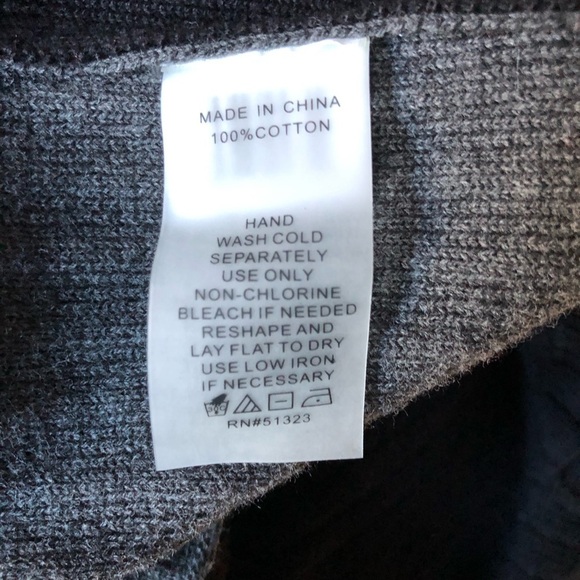 MADE IN CHINA
100%COTTON
HAND
WASH COLD
SEPARATELY
USE ONLY
NON-CHLORINE
BLEACH IF NEEDED
RESHAPE AND
LAY FLAT TO DRY
USE LOW IRON
IF NECESSARY
RN#51323